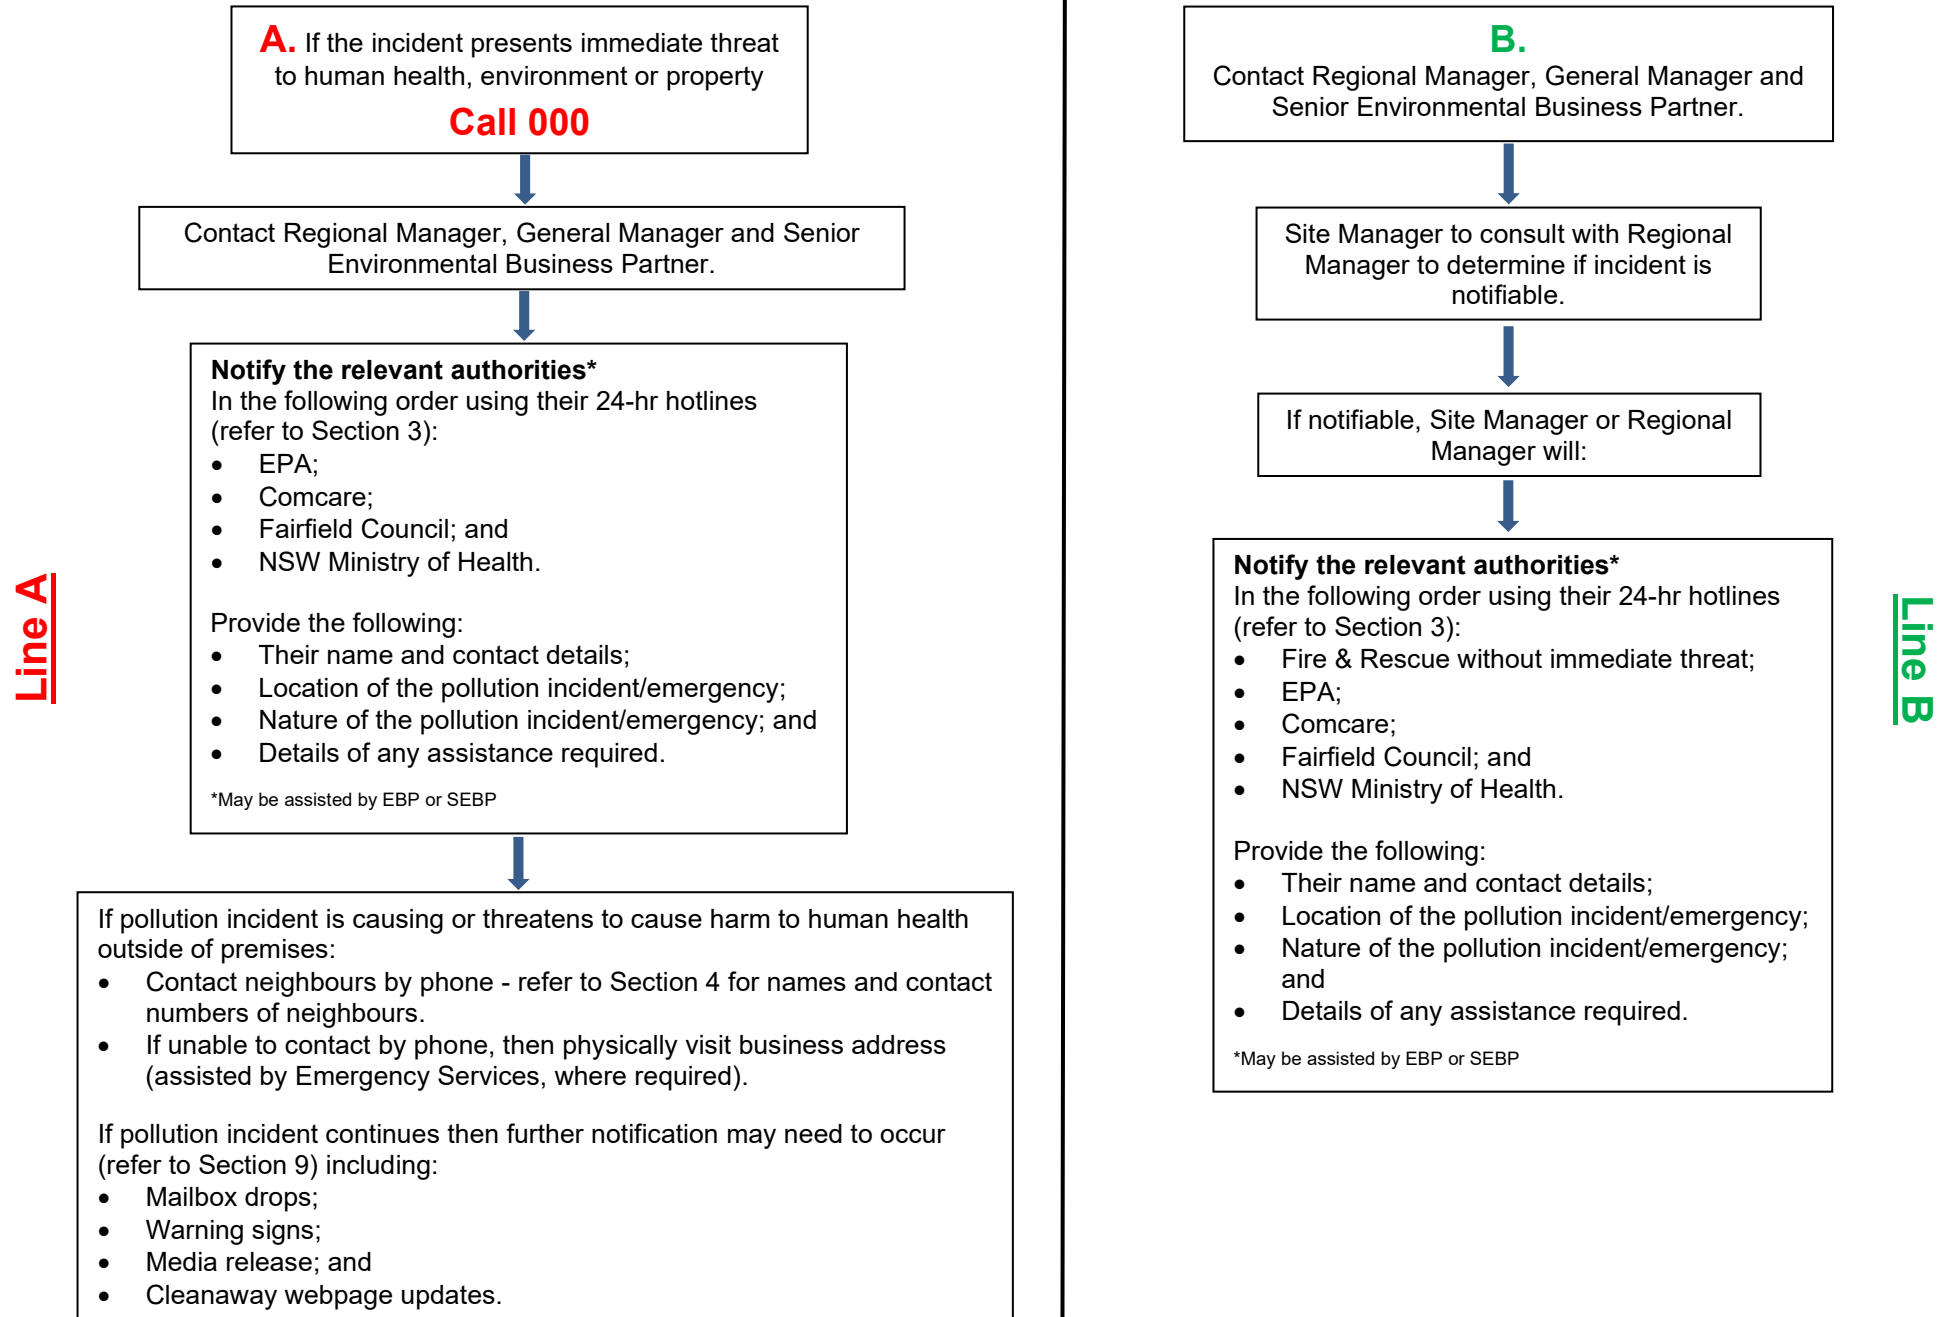 A. If the incident presents immediate threat
to human health, environment or property
Call 000
Contact Regional Manager, General Manager and Senior
Environmental Business Partner.
Notify the relevant authorities*
In the following order using their 24-hr hotlines
(refer to Section 3):
• EPA;
• Comcare;
• Fairfield Council; and
• NSW Ministry of Health.
Provide the following:
• Their name and contact details;
• Location of the pollution incident/emergency;
• Nature of the pollution incident/emergency; and
• Details of any assistance required.
*May be assisted by EBP or SEBP
If pollution incident is causing or threatens to cause harm to human health
outside of premises:
• Contact neighbours by phone - refer to Section 4 for names and contact
numbers of neighbours.
• If unable to contact by phone, then physically visit business address
(assisted by Emergency Services, where required).
If pollution incident continues then further notification may need to occur
(refer to Section 9) including:
• Mailbox drops;
• Warning signs;
• Media release; and
• Cleanaway webpage updates.
Line A
B.
Contact Regional Manager, General Manager and
Senior Environmental Business Partner.
Site Manager to consult with Regional
Manager to determine if incident is
notifiable.
If notifiable, Site Manager or Regional
Manager will:
Notify the relevant authorities*
In the following order using their 24-hr hotlines
(refer to Section 3):
• Fire & Rescue without immediate threat;
• EPA;
• Comcare;
• Fairfield Council; and
• NSW Ministry of Health.
Provide the following:
• Their name and contact details;
• Location of the pollution incident/emergency;
• Nature of the pollution incident/emergency;
and
• Details of any assistance required.
*May be assisted by EBP or SEBP
Line B